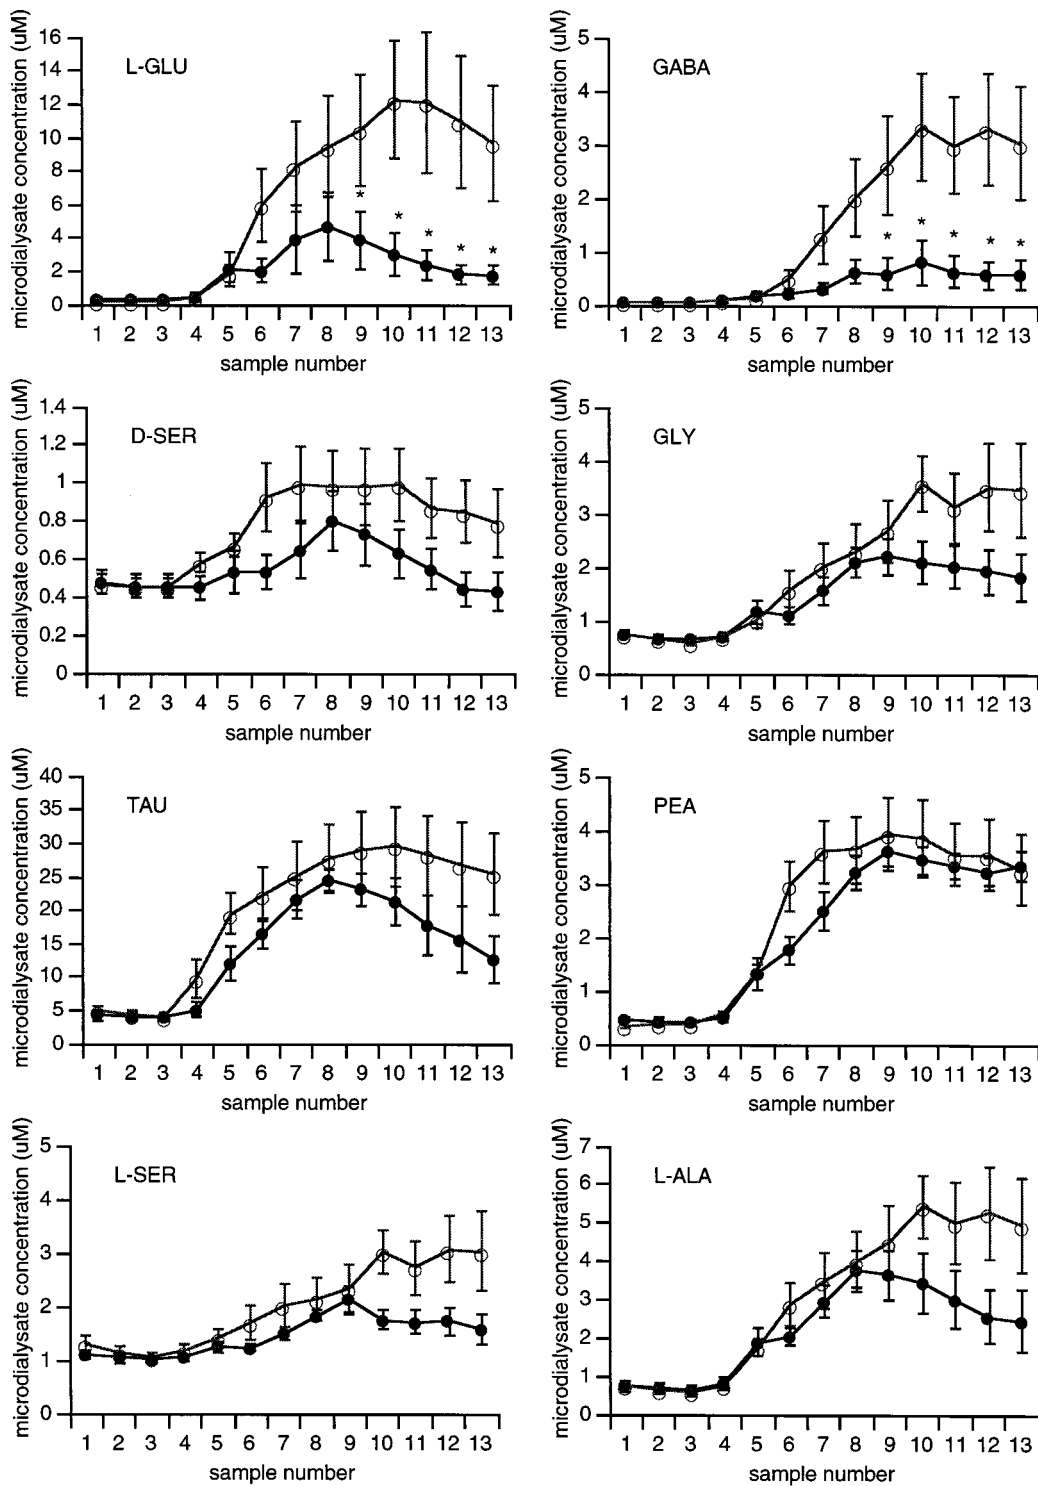 microdialysate concentration (uM)
L-GLU
16
14
12
10
8
6
4
2
0
* * * * *
1 2 3 4 5 6 7 8 9 10 11 12 13
sample number
microdialysate concentration (uM)
GABA
5
4
3
2
1
0
* * * * *
1 2 3 4 5 6 7 8 9 10 11 12 13
sample number
microdialysate concentration (uM)
D-SER
1.4
1.2
1
0.8
0.6
0.4
0.2
0
1 2 3 4 5 6 7 8 9 10 11 12 13
sample number
microdialysate concentration (uM)
GLY
5
4
3
2
1
0
1 2 3 4 5 6 7 8 9 10 11 12 13
sample number
microdialysate concentration (uM)
TAU
40
35
30
25
20
15
10
5
0
1 2 3 4 5 6 7 8 9 10 11 12 13
sample number
microdialysate concentration (uM)
PEA
5
4
3
2
1
0
1 2 3 4 5 6 7 8 9 10 11 12 13
sample number
microdialysate concentration (uM)
L-SER
5
4
3
2
1
0
1 2 3 4 5 6 7 8 9 10 11 12 13
sample number
microdialysate concentration (uM)
L-ALA
7
6
5
4
3
2
1
0
1 2 3 4 5 6 7 8 9 10 11 12 13
sample number